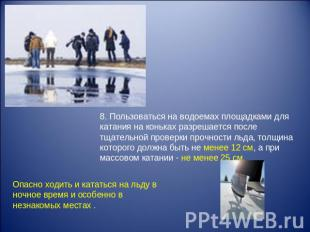 8. Пользоваться на водоемах площадками для
катания на коньках разрешается после
тщательной проверки прочности льда, толщина
которого должна быть не менее 12 см, а при
массовом катании - не менее 25 см.
Опасно ходить и кататься на льду в
ночное время и особенно в
незнакомых местах .
PPt4WEB.ru